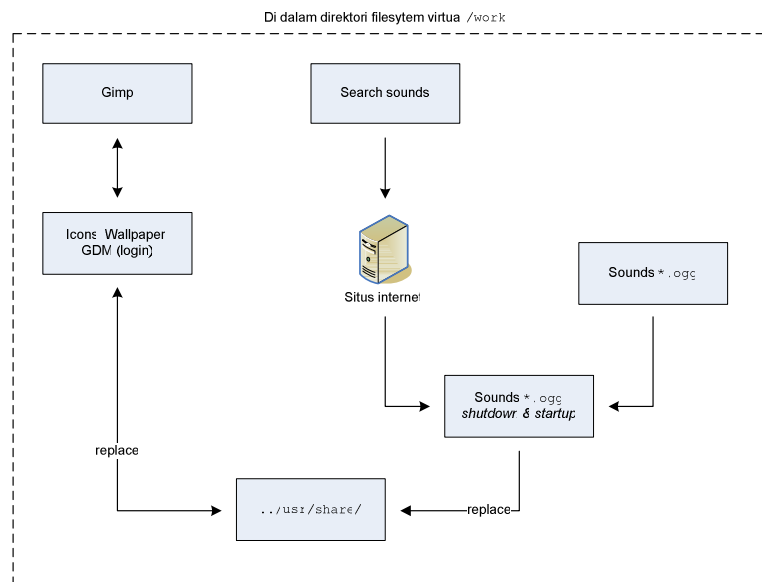 Di dalam direktori filesytem virtua /work
Gimp
Search sounds
Icons Wallpaper
GDM (login)
Situs internet
Sounds *.ogg
Sounds *.ogg
shutdown & startup
replace
../usr/share/
replace